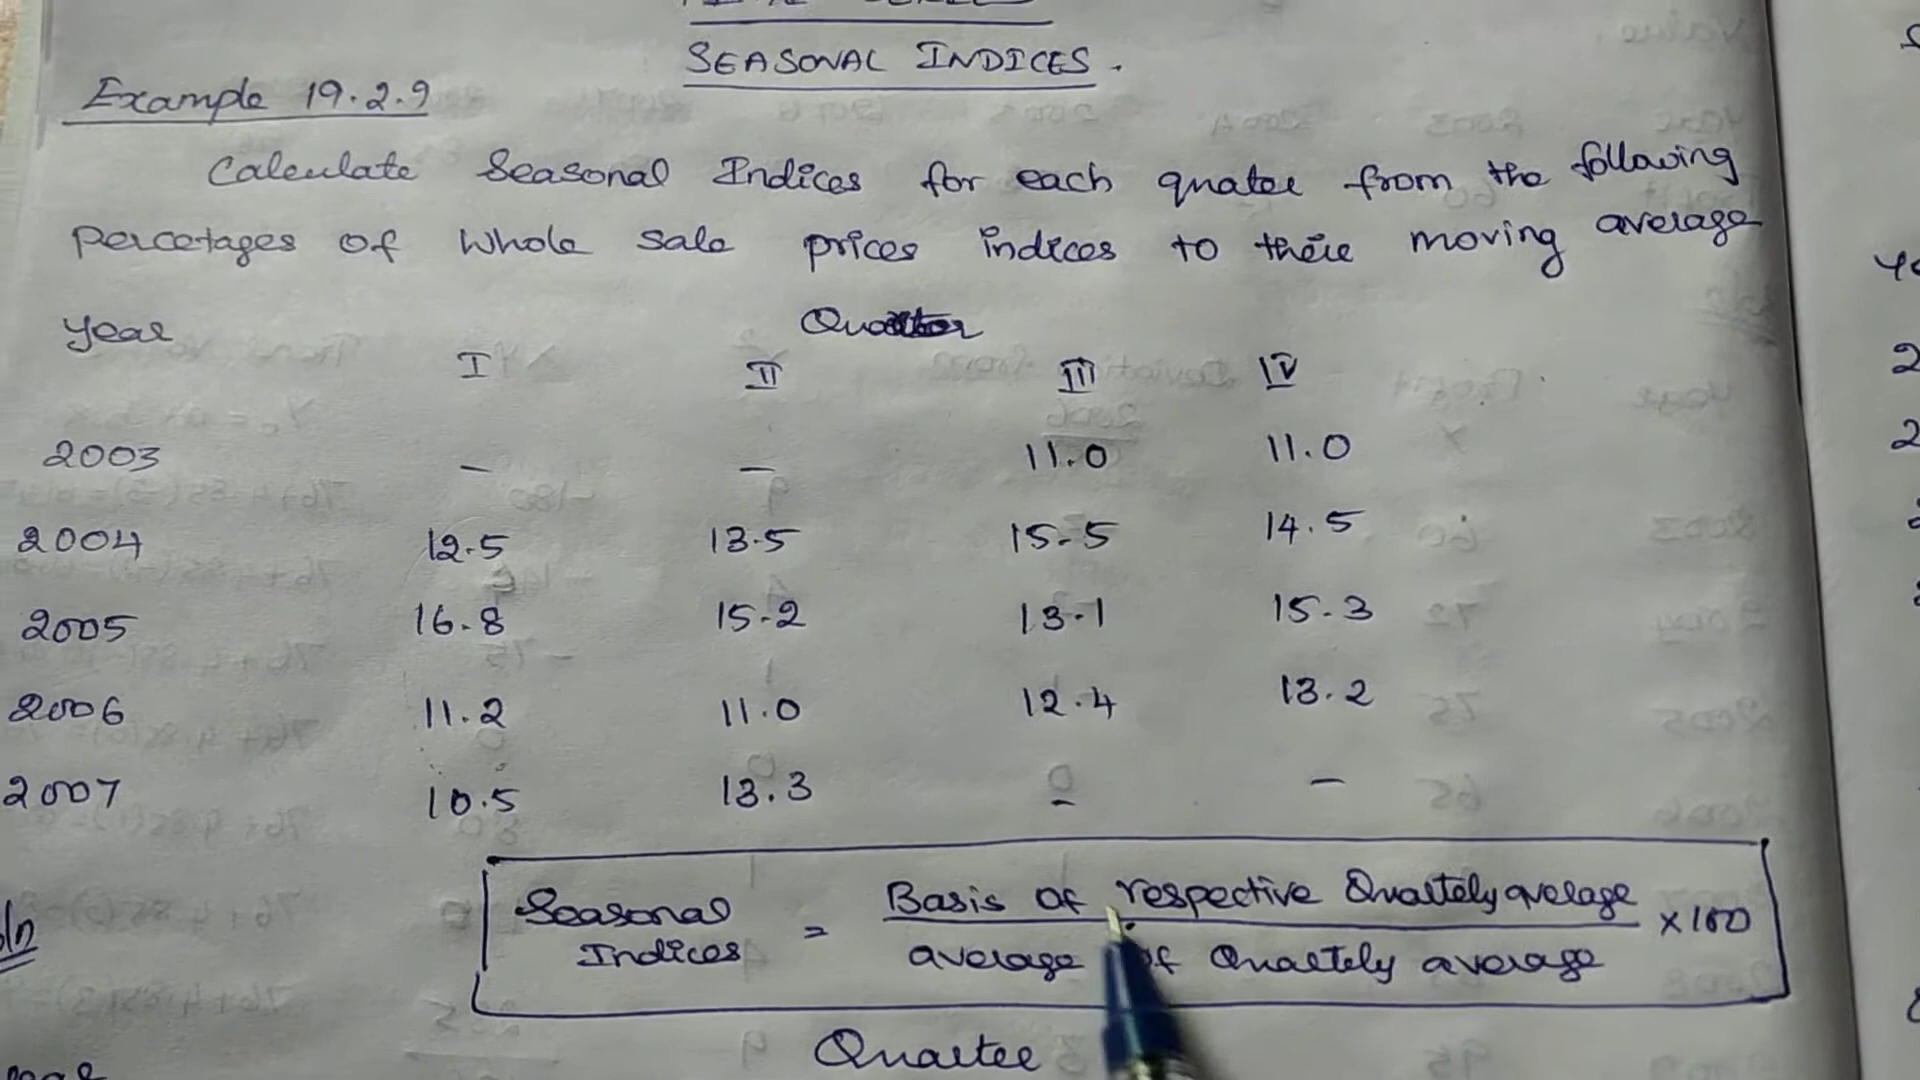 SEASONAL INDICES.
Example 19.2.9
Calculate Seasonal Indices for each quater from the following
Percetages of Whole Sale prices indices to their moving average
year Quator
I II III IV
2003 – – 11.0 11.0
2004 12.5 13.5 15.5 14.5
2005 16.8 15.2 13.1 15.3
2006 11.2 11.0 12.4 13.2
2007 10.5 13.3 – –
Seasonal Indices = Basis of respective Quartely average / average of Quartely average × 100
Quarter